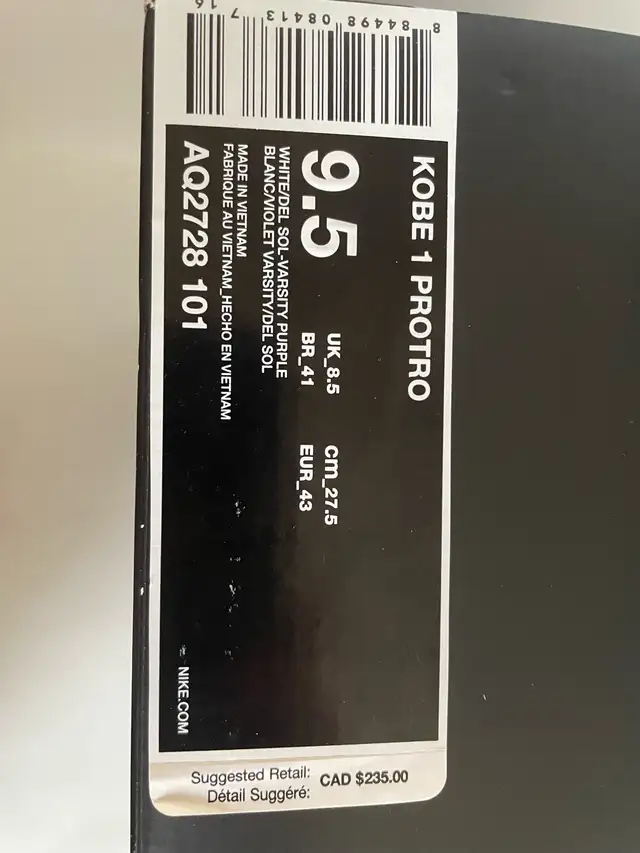 KOBE 1 PROTRO
9.5
UK_8.5 cm_27.5
BR_41 EUR_43
WHITE/DEL SOL-VARSITY PURPLE
BLANC/VIOLET VARSITY/DEL SOL
MADE IN VIETNAM
FABRIQUE AU VIETNAM_HECHO EN VIETNAM
AQ2728 101
NIKE.COM
8 84498 08413 7
Suggested Retail: CAD $235.00
Détail Suggéré: